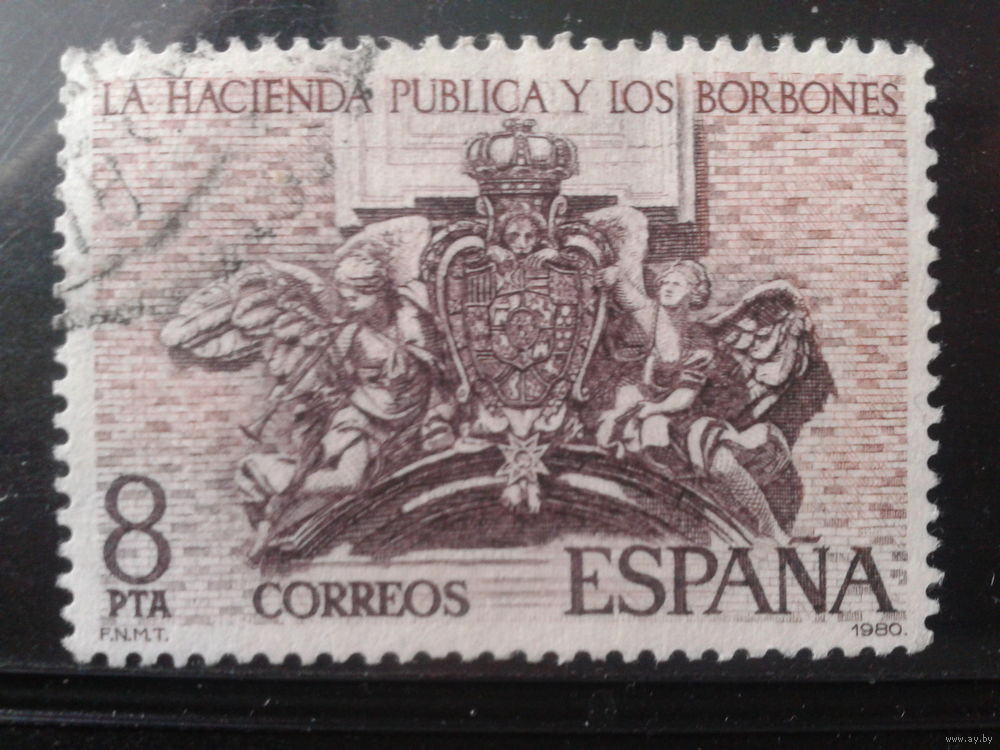 LA HACIENDA PUBLICA Y LOS BORBONES
8
PTA
CORREOS
ESPAÑA
F.N.M.T.
1980.
www.ay.by